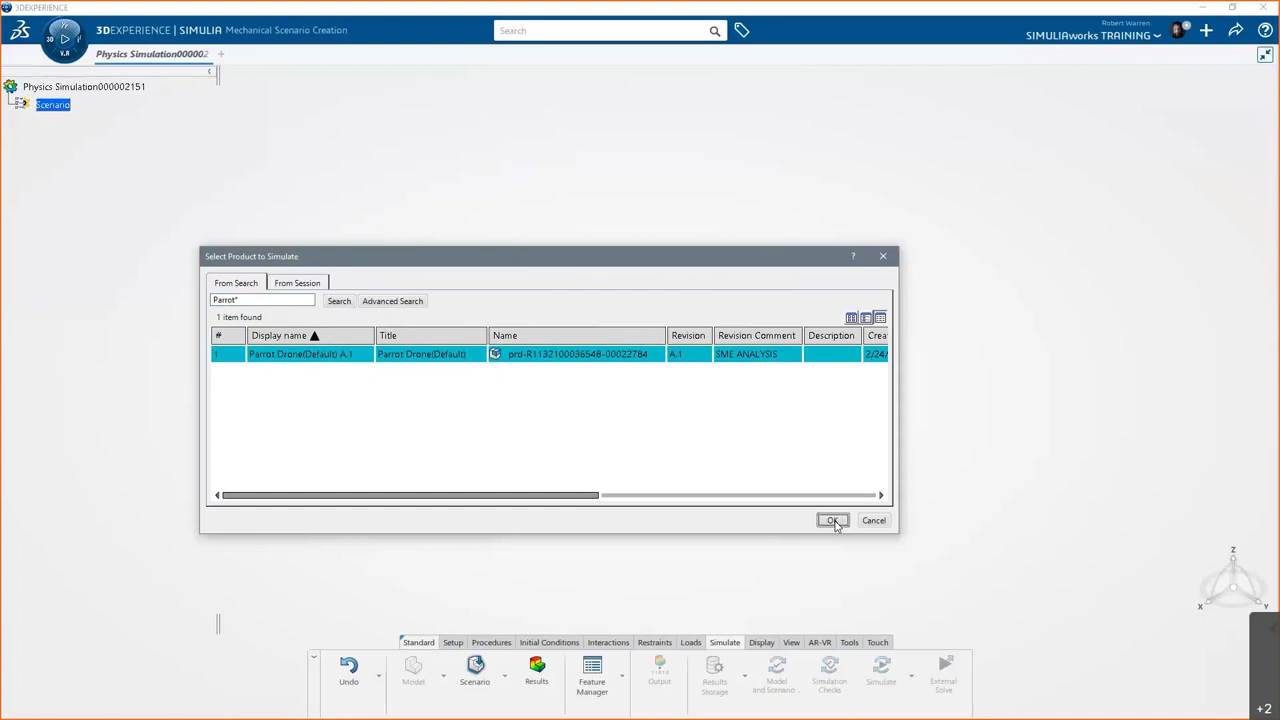 3DEXPERIENCE
3DEXPERIENCE | SIMULIA Mechanical Scenario Creation
Search
Robert Warren
SIMULIAworks TRAINING
3D
V.R
Physics Simulation000002
+
Physics Simulation000002151
Scenario
Select Product to Simulate
?
From Search
From Session
Parrot*
Search
Advanced Search
1 item found
# Display name Title Name Revision Revision Comment Description Crea
1 Parrot Drone(Default) A.1 Parrot Drone(Default) prd-R1132100036548-00022784 A.1 SME ANALYSIS 2/24/
OK
Cancel
Z
X
Y
Standard Setup Procedures Initial Conditions Interactions Restraints Loads Simulate Display View AR-VR Tools Touch
Undo
Model
Scenario
Results
Feature
Manager
Output
Results
Storage
Model
and Scenario ..
Simulation
Checks
Simulate
External
Solve
+2